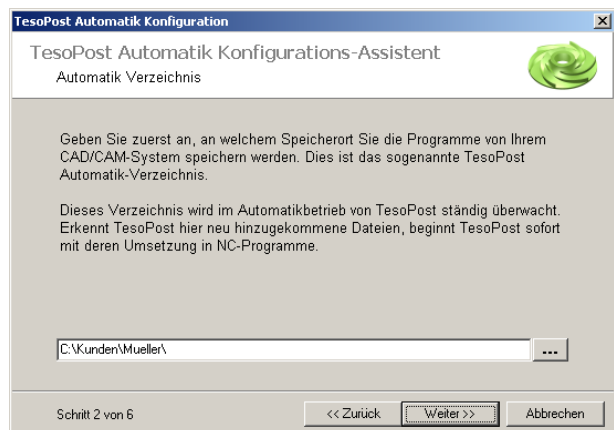 TesoPost Automatik Konfiguration
TesoPost Automatik Konfigurations-Assistent
Automatik Verzeichnis
Geben Sie zuerst an, an welchem Speicherort Sie die Programme von Ihrem
CAD/CAM-System speichern werden. Dies ist das sogenannte TesoPost
Automatik-Verzeichnis.
Dieses Verzeichnis wird im Automatikbetrieb von TesoPost ständig überwacht.
Erkennt TesoPost hier neu hinzugekommene Dateien, beginnt TesoPost sofort
mit deren Umsetzung in NC-Programme.
C:\Kunden\Mueller\ ...
Schritt 2 von 6 << Zurück Weiter >> Abbrechen